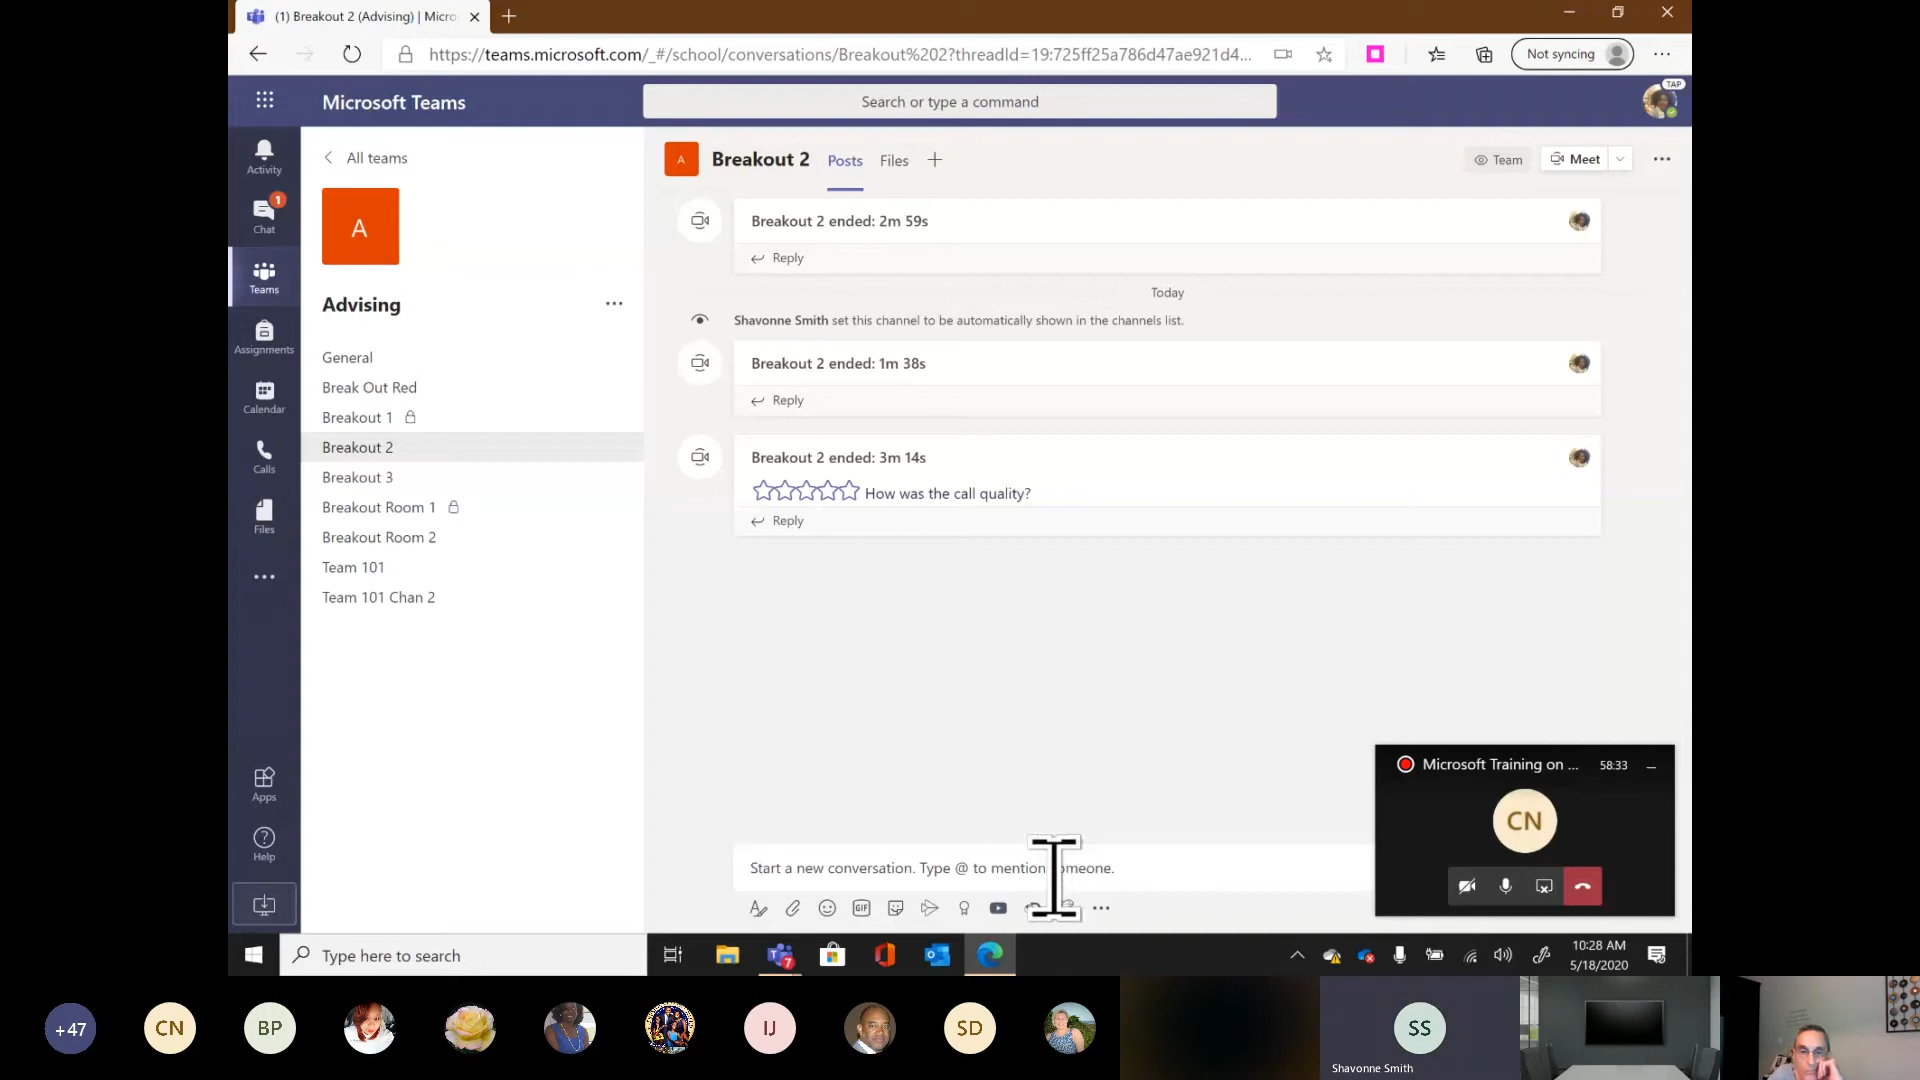 (1) Breakout 2 (Advising) | Micro
https://teams.microsoft.com/_#/school/conversations/Breakout%202?threadId=19:725ff25a786d47ae921d4...
Not syncing
Microsoft Teams
Search or type a command
TAP
Activity
1
Chat
Teams
Assignments
Calendar
Calls
Files
Apps
Help
All teams
A
Advising
General
Break Out Red
Breakout 1
Breakout 2
Breakout 3
Breakout Room 1
Breakout Room 2
Team 101
Team 101 Chan 2
A
Breakout 2
Posts
Files
Team
Meet
Breakout 2 ended: 2m 59s
Reply
Today
Shavonne Smith set this channel to be automatically shown in the channels list.
Breakout 2 ended: 1m 38s
Reply
Breakout 2 ended: 3m 14s
How was the call quality?
Reply
Microsoft Training on ...
58:33
CN
Start a new conversation. Type @ to mention someone.
GIF
Type here to search
7
10:28 AM
5/18/2020
+47
CN
BP
IJ
SD
SS
Shavonne Smith